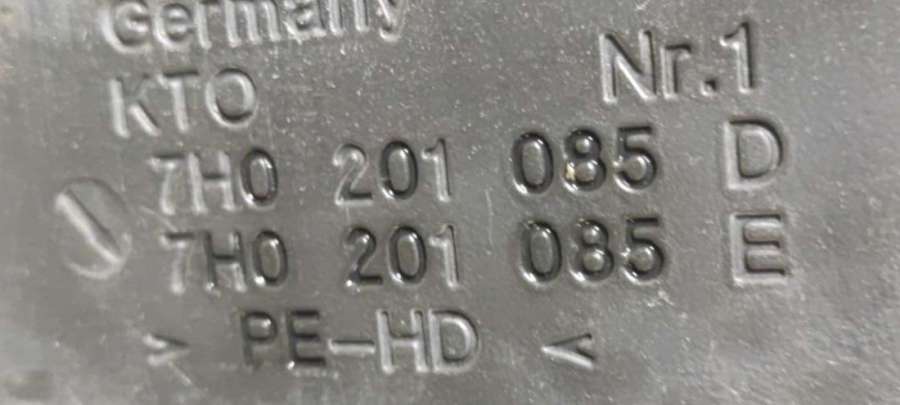 Germany
KTO Nr.1
7H0 201 085 D
7H0 201 085 E
> PE-HD <